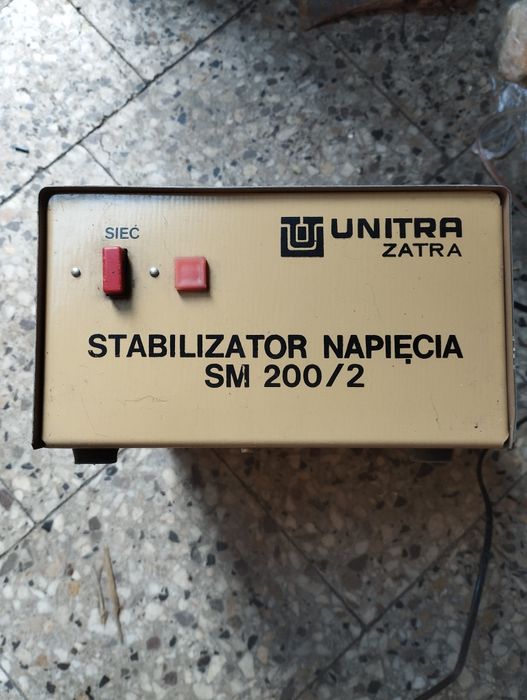 SIEĆ
UNITRA
ZATRA
STABILIZATOR NAPIĘCIA
SM 200/2